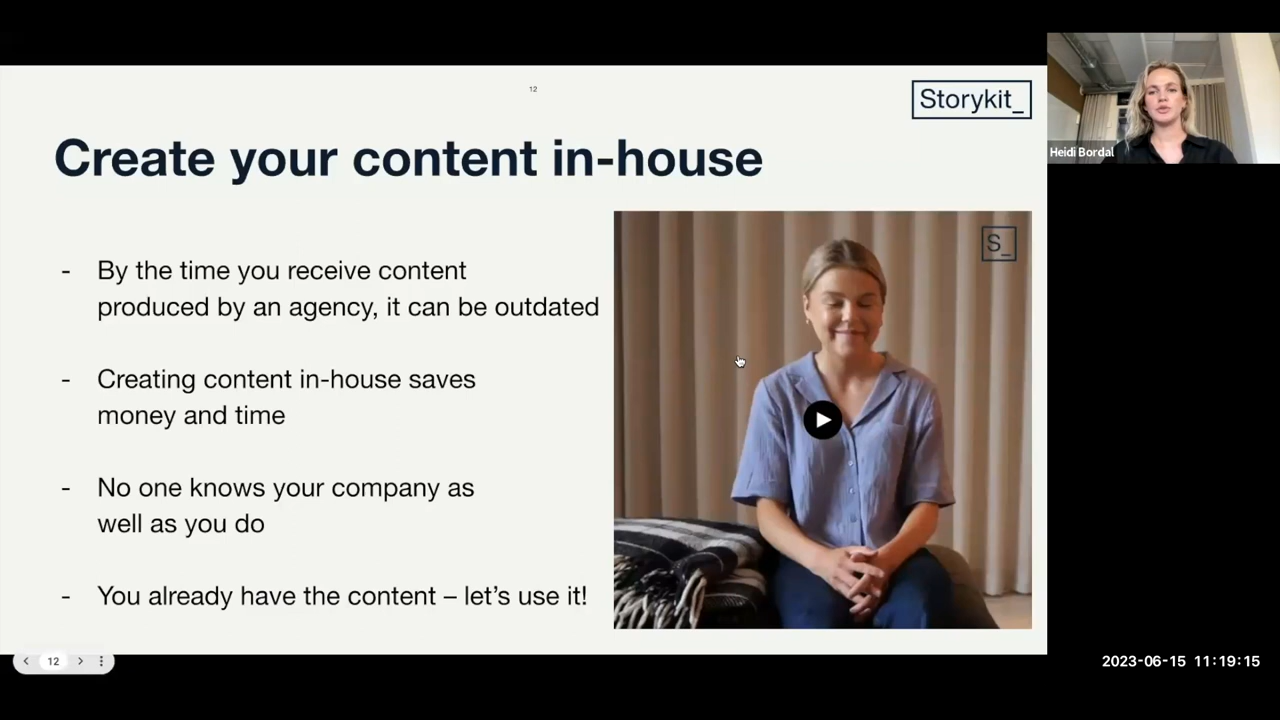 12
Storykit_
Create your content in-house
- By the time you receive content
produced by an agency, it can be outdated
- Creating content in-house saves
money and time
- No one knows your company as
well as you do
- You already have the content – let’s use it!
S_
Heidi Bordal
12
2023-06-15 11:19:15